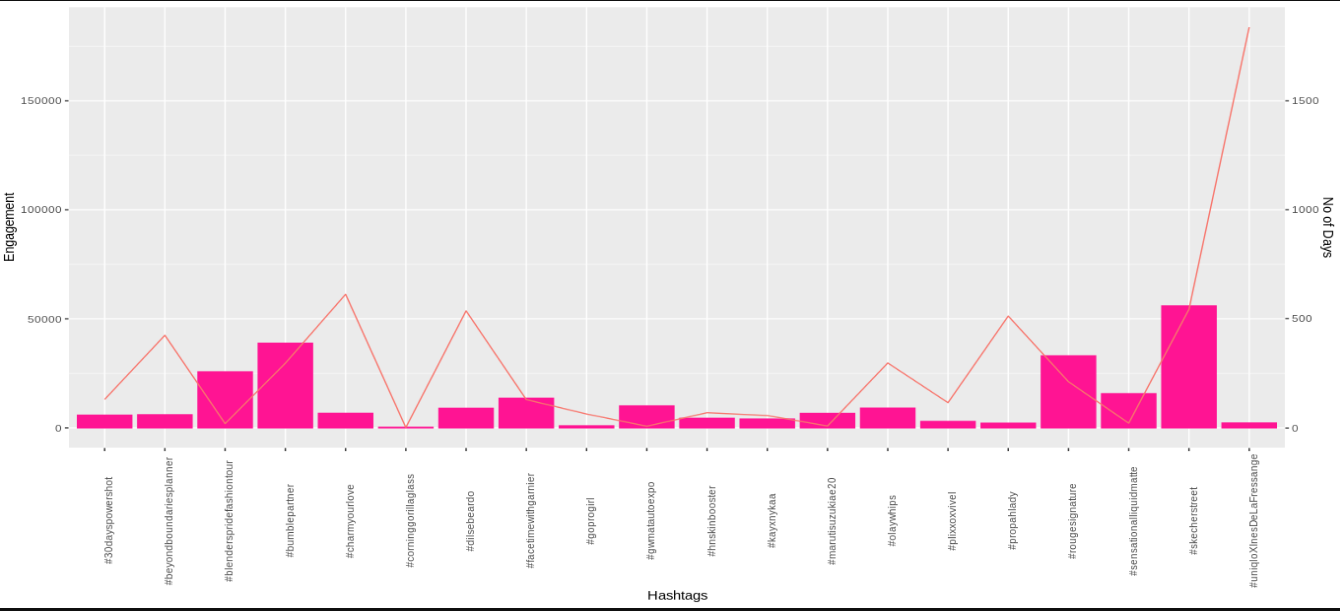 150000
100000
50000
0
Engagement
1500
1000
500
0
No of Days
#30dayspowershot
#beyondboundariesplanner
#blenderspridefashiontour
#bumblepartner
#charmyourlove
#corninggorillaglass
#dilsebeardo
#facetimewithgarnier
#goprogirl
#gwmatautoexpo
#hnskinbooster
#kayxnykaa
#marutisuzukiae20
#olaywhips
#plixxoxvivel
#propahlady
#rougesignature
#sensationalliquidmatte
#skecherstreet
#uniqloXInesDeLaFressange
Hashtags